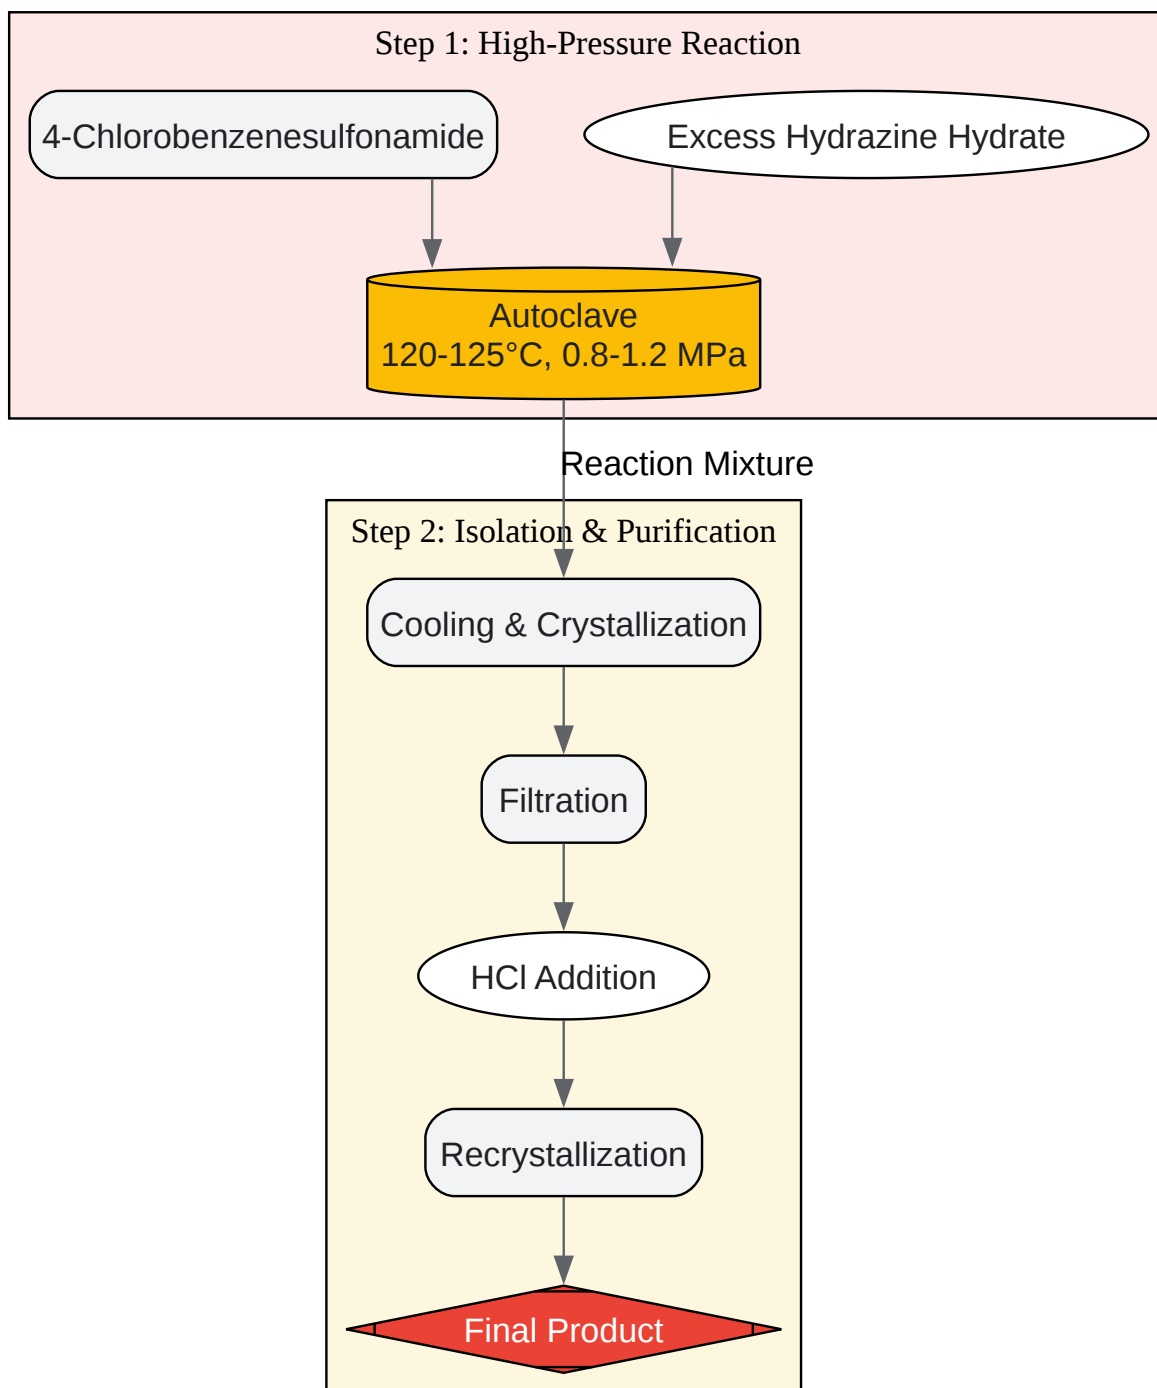 Step 1: High-Pressure Reaction
4-Chlorobenzenesulfonamide
Excess Hydrazine Hydrate
Autoclave
120-125°C, 0.8-1.2 MPa
Reaction Mixture
Step 2: Isolation & Purification
Cooling & Crystallization
Filtration
HCl Addition
Recrystallization
Final Product